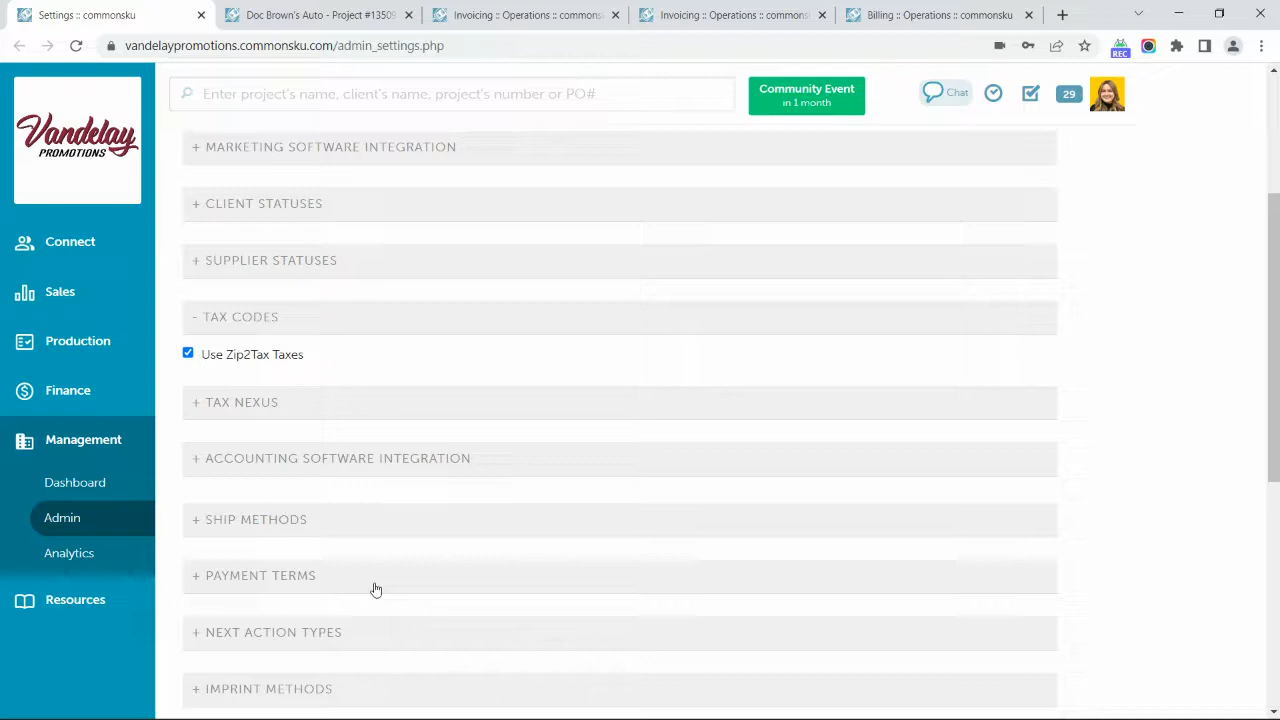 Settings :: commonsku
Doc Brown's Auto - Project #13509
Invoicing :: Operations :: commons
Invoicing :: Operations :: commons
Billing :: Operations :: commonsku
vandelaypromotions.commonsku.com/admin_settings.php
REC
Vandelay
PROMOTIONS
Enter project's name, client's name, project's number or PO#
Community Event
in 1 month
Chat
29
+ MARKETING SOFTWARE INTEGRATION
+ CLIENT STATUSES
Connect
+ SUPPLIER STATUSES
Sales
- TAX CODES
Production
Use Zip2Tax Taxes
Finance
+ TAX NEXUS
Management
+ ACCOUNTING SOFTWARE INTEGRATION
Dashboard
Admin
+ SHIP METHODS
Analytics
+ PAYMENT TERMS
Resources
+ NEXT ACTION TYPES
+ IMPRINT METHODS